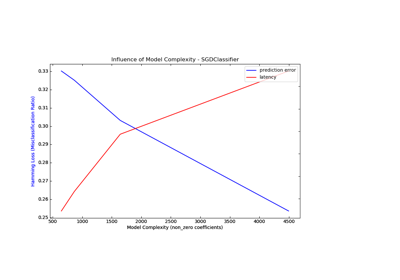 Influence of Model Complexity - SGDClassifier
prediction error
latency
Hamming Loss (Misclassification Ratio)
0.33
0.32
0.31
0.30
0.29
0.28
0.27
0.26
0.25
500 1000 1500 2000 2500 3000 3500 4000 4500
Model Complexity (non_zero coefficients)